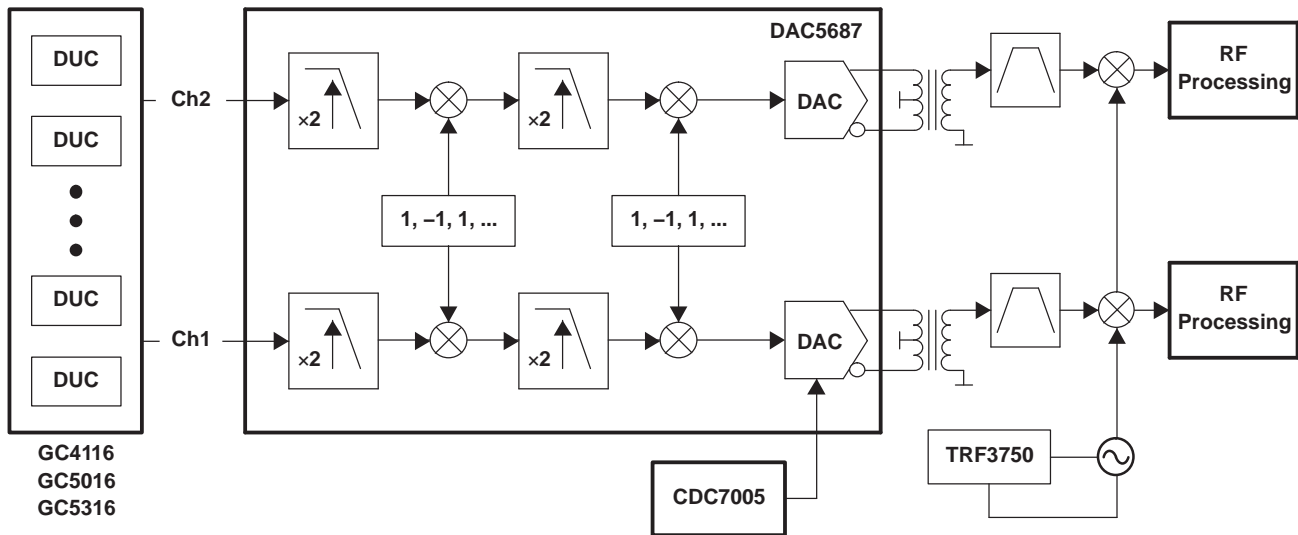 DAC5687
DUC
DUC
DUC
DUC
GC4116
GC5016
GC5316
Ch2
×2
×2
DAC
RF
Processing
1, –1, 1, ...
1, –1, 1, ...
Ch1
×2
×2
DAC
RF
Processing
CDC7005
TRF3750